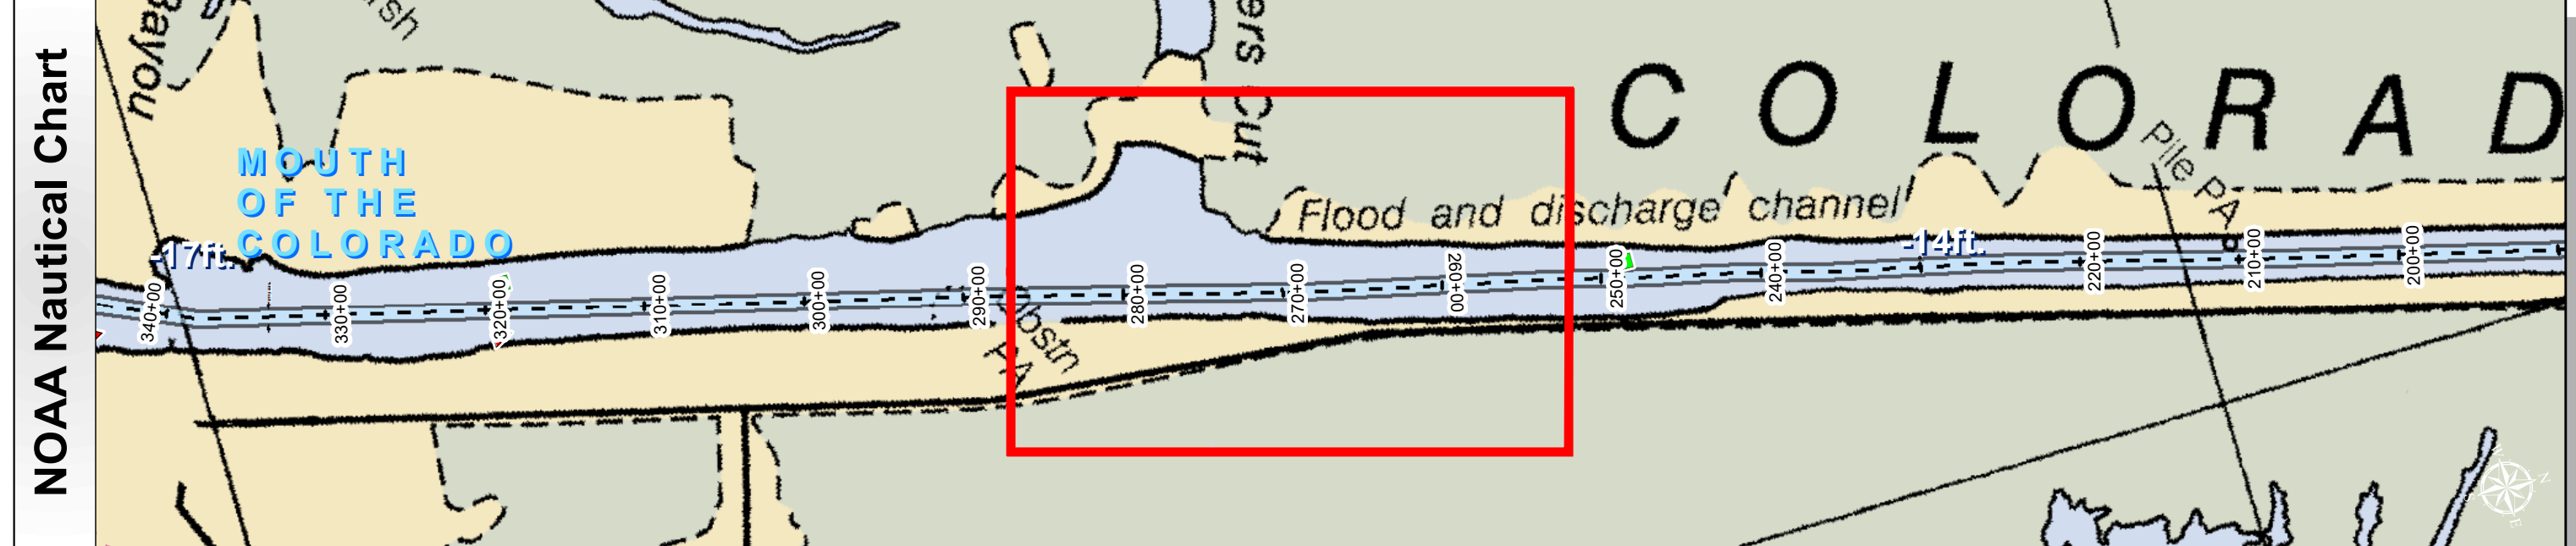 NOAA Nautical Chart
Bayou
ers Cut
C O L O R A D
MOUTH
OF THE
COLORADO
Pile PA
Flood and discharge channel
-17ft.
-14ft.
340+00
330+00
320+00
310+00
300+00
290+00
280+00
270+00
260+00
250+00
240+00
220+00
210+00
200+00
Obstn
PA